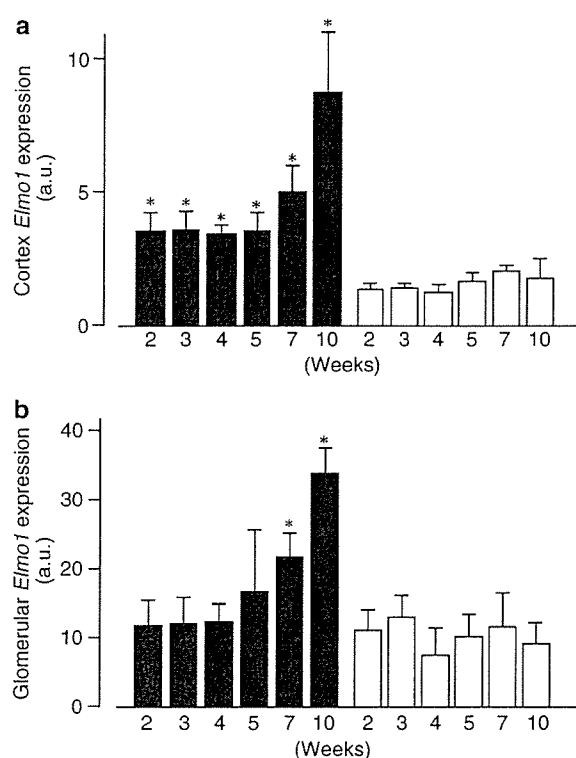 a
Cortex Elmo1 expression
(a.u.)
10
5
0
* * * * * *
2 3 4 5 7 10 2 3 4 5 7 10
(Weeks)
b
Glomerular Elmo1 expression
(a.u.)
40
30
20
10
0
* *
2 3 4 5 7 10 2 3 4 5 7 10
(Weeks)